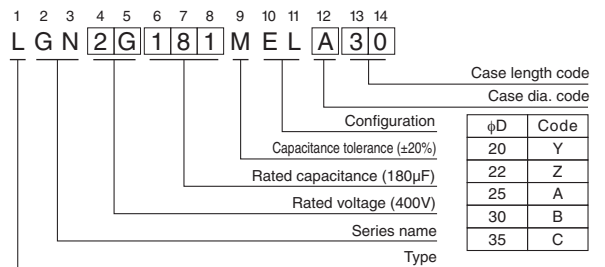 1 2 3 4 5 6 7 8 9 10 11 12 13 14
L G N 2 G 1 8 1 M E L A 3 0
Case length code
Case dia. code
Configuration
Capacitance tolerance (±20%)
Rated capacitance (180µF)
Rated voltage (400V)
Series name
Type
ϕD Code
20 Y
22 Z
25 A
30 B
35 C